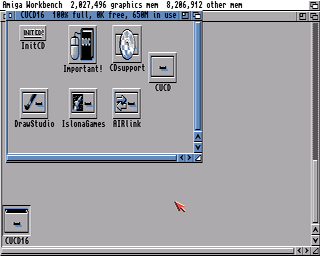 Amiga Workbench 2,027,496 graphics mem 8,206,912 other mem
CUCD16 100% full, 0K free, 650M in use
InitCD
Important!
CDsupport
CUCD
DrawStudio
IslonaGames
AIRlink
CUCD16